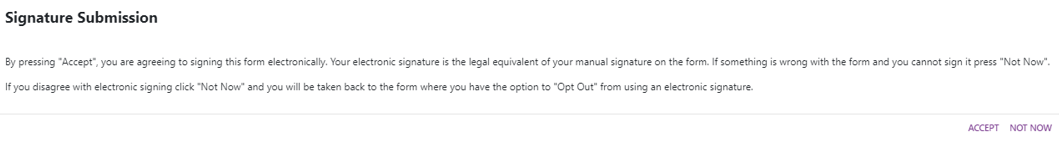 Signature Submission
By pressing "Accept", you are agreeing to signing this form electronically. Your electronic signature is the legal equivalent of your manual signature on the form. If something is wrong with the form and you cannot sign it press "Not Now".
If you disagree with electronic signing click "Not Now" and you will be taken back to the form where you have the option to "Opt Out" from using an electronic signature.
ACCEPT NOT NOW